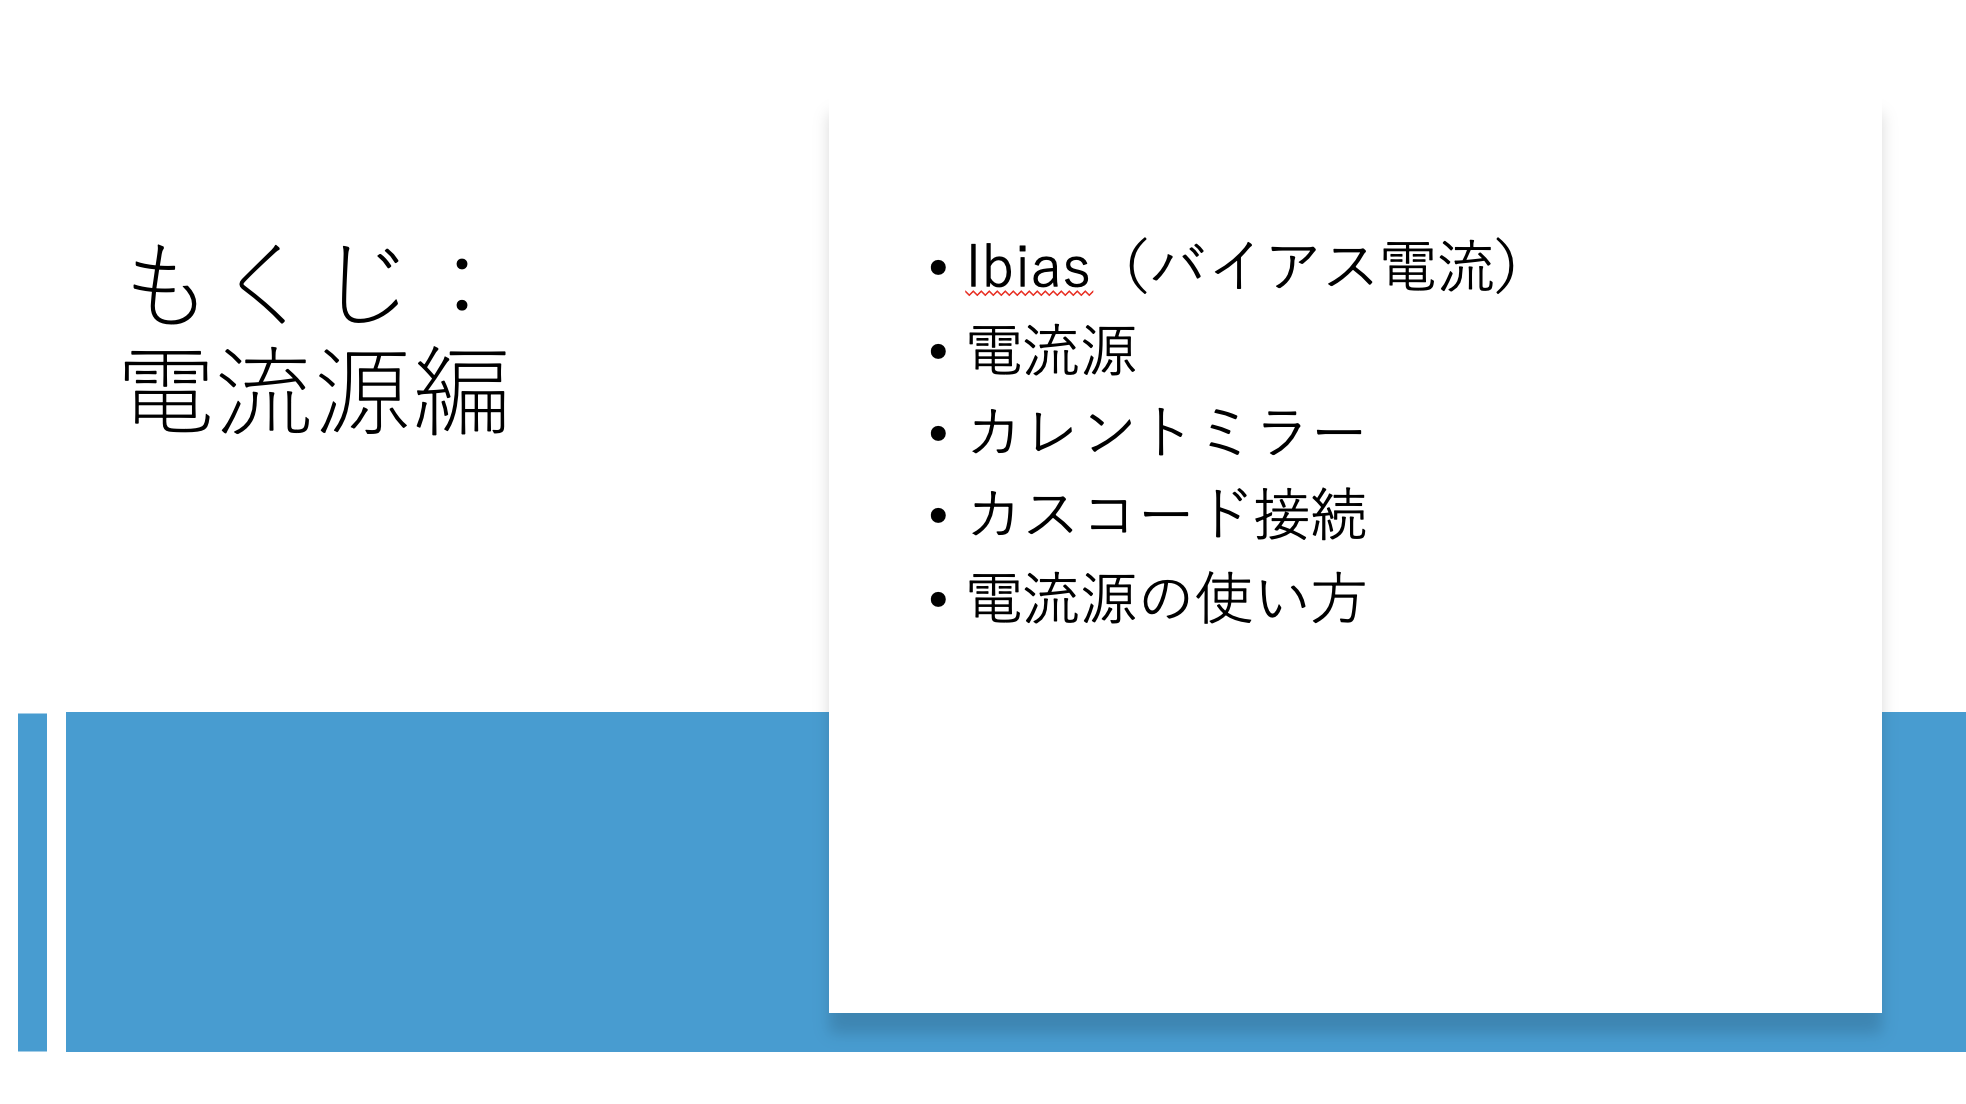 もくじ：
電流源編
• Ibias（バイアス電流）
• 電流源
• カレントミラー
• カスコード接続
• 電流源の使い方